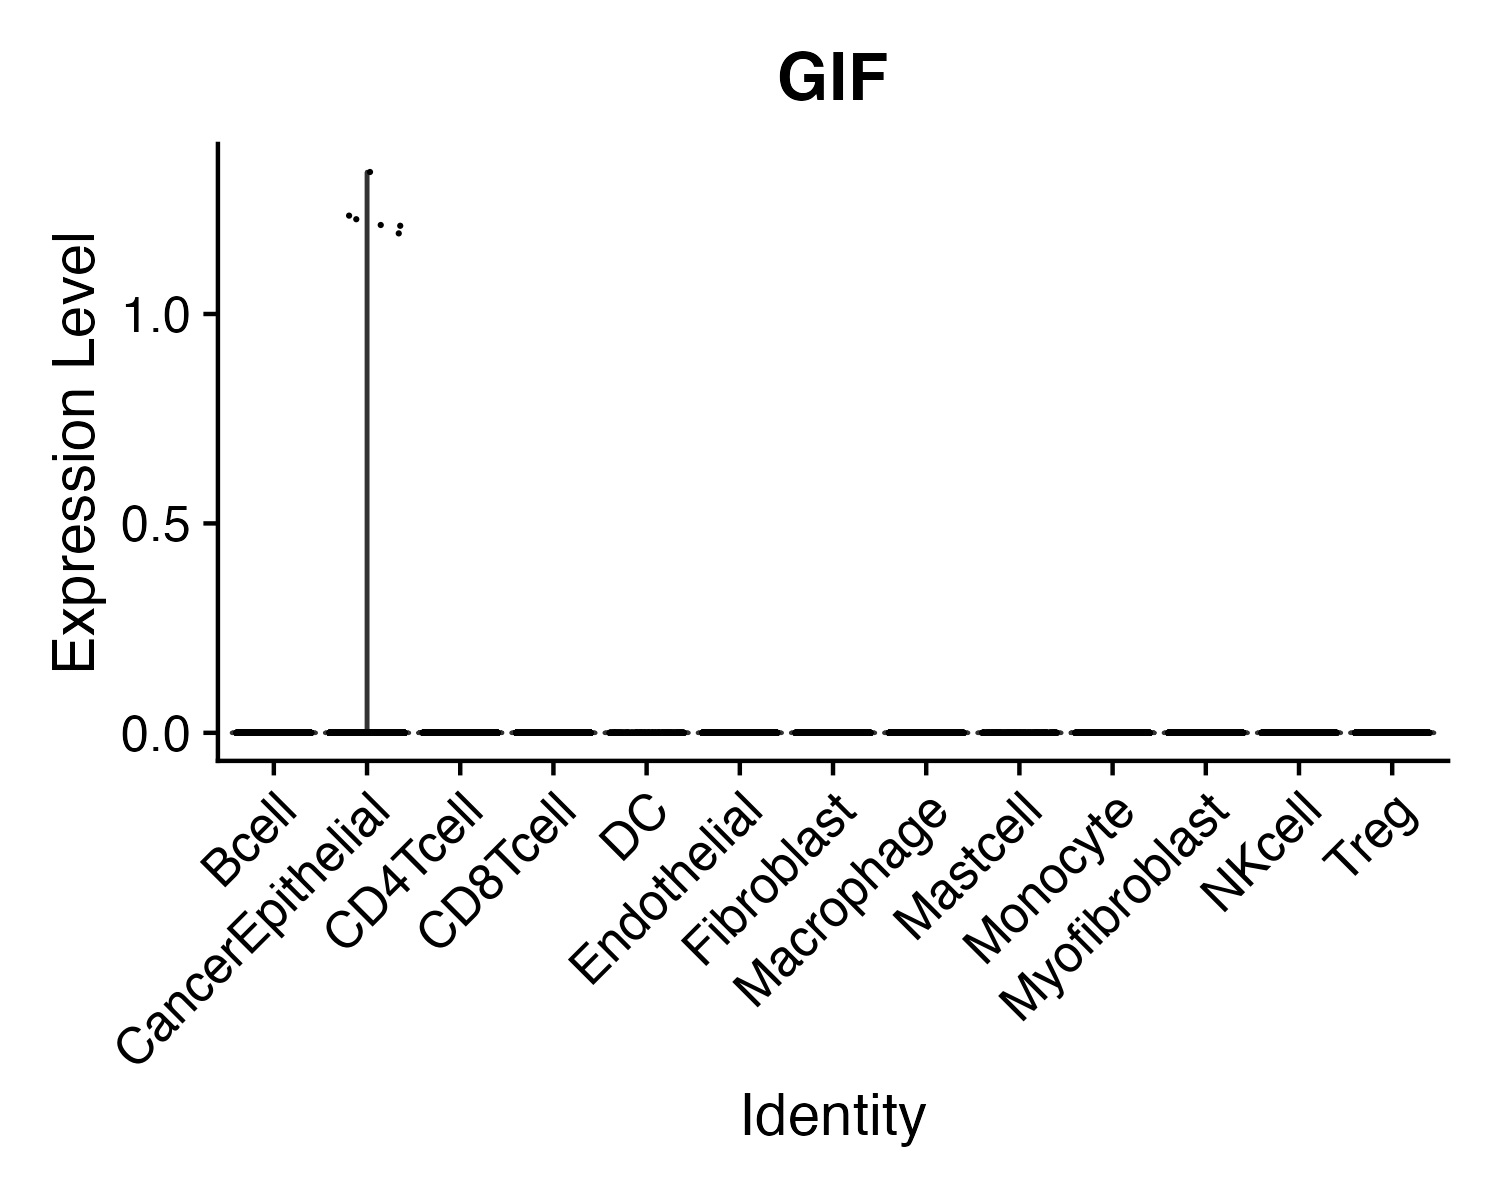 GIF
Expression Level
1.0
0.5
0.0
Bcell
CancerEpithelial
CD4Tcell
CD8Tcell
DC
Endothelial
Fibroblast
Macrophage
Mastcell
Monocyte
Myofibroblast
NKcell
Treg
Identity